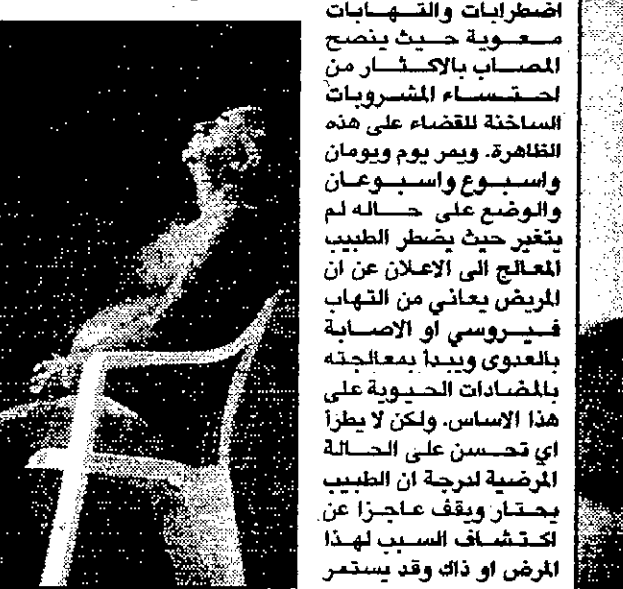 اضطرابات والتهابات
معوية حيث ينصح
المصاب بالاكثار من
احتساء المشروبات
الساخنة للقضاء على هذه
الظاهرة. ويمر يوم ويومان
واسبوع واسبوعان
والوضع على حاله لم
يتغير حيث يضطر الطبيب
المعالج الى الاعلان عن ان
المريض يعاني من التهاب
فيروسي او الاصابة
بالعدوى ويبدأ بمعالجته
بالمضادات الحيوية على
هذا الاساس. ولكن لا يطرأ
اي تحسن على الحالة
المرضية لدرجة ان الطبيب
يحتار ويقف عاجزا عن
اكتشاف السبب لهذا
المرض او ذاك وقد يستمر